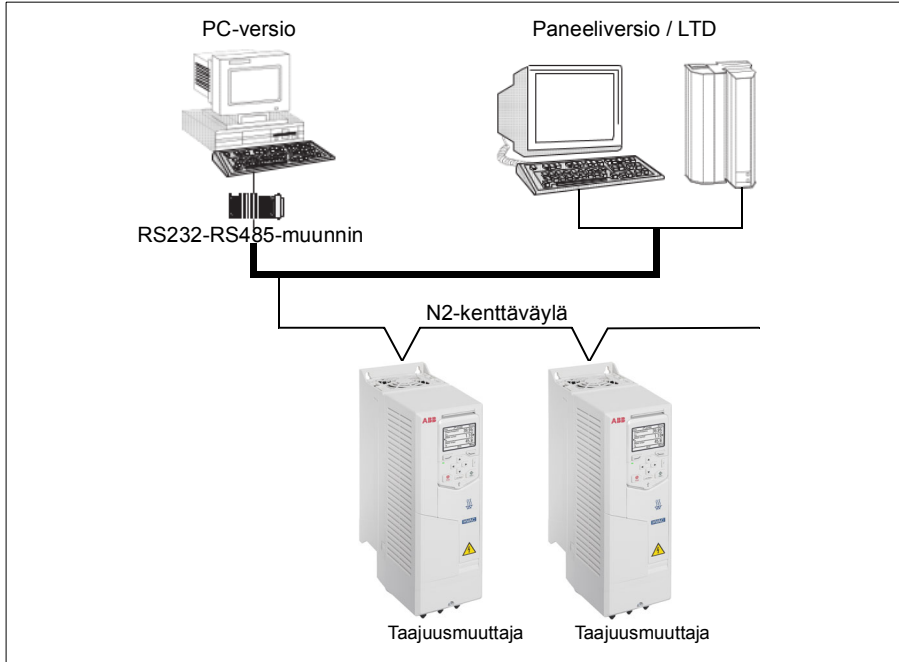 PC-versio
Paneeliversio / LTD
RS232-RS485-muunnin
N2-kenttäväylä
ABB
ABB
Taajuusmuuttaja
Taajuusmuuttaja